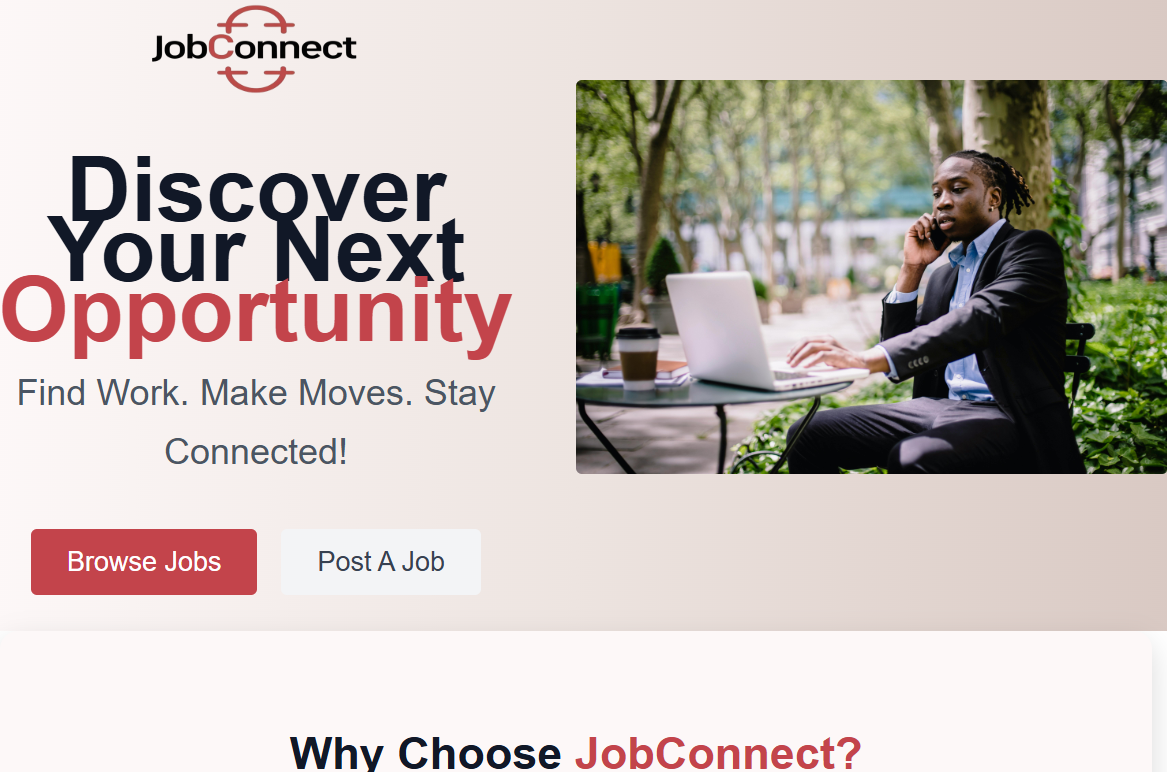 JobConnect
Discover
Your Next
Opportunity
Find Work. Make Moves. Stay
Connected!
Browse Jobs
Post A Job
Why Choose JobConnect?